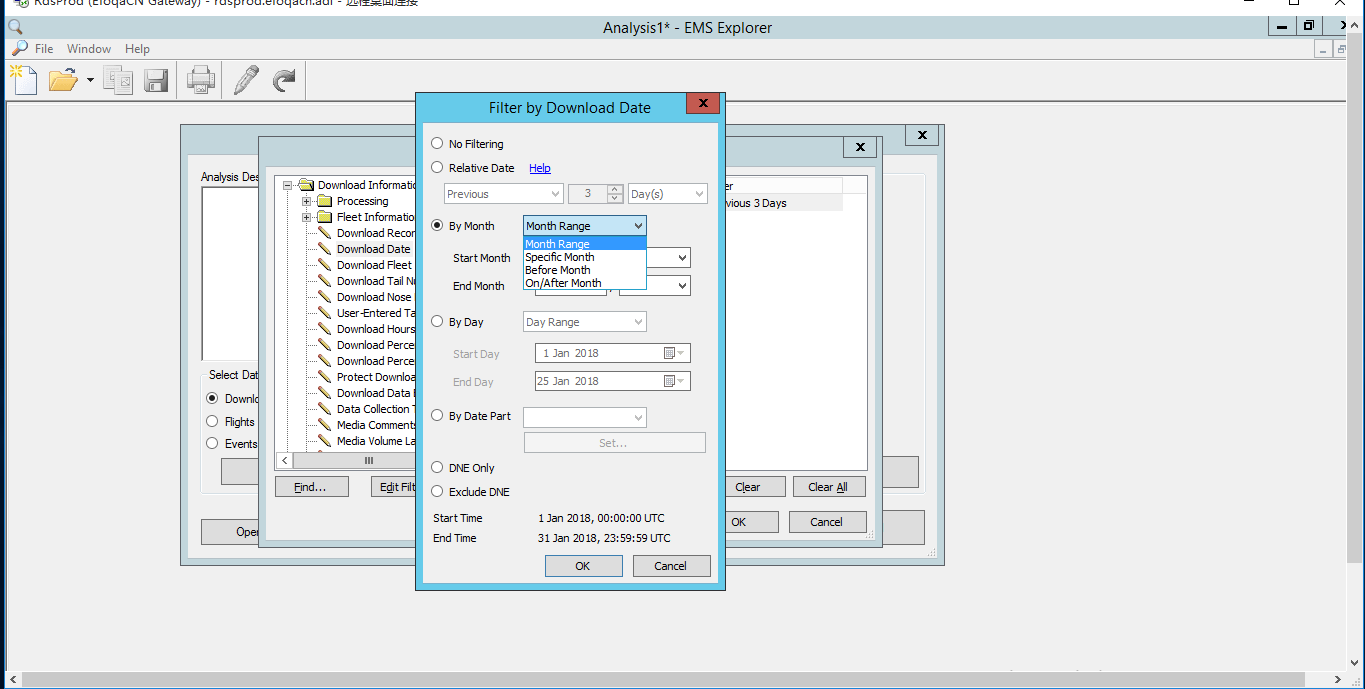 RdsProd (EfoqaCN Gateway) - rdsprod.efoqacn.adi - 远程桌面连接
Analysis1* - EMS Explorer
File Window Help
Filter by Download Date
No Filtering
Relative Date Help
Previous 3 Day(s)
By Month Month Range
Month Range
Specific Month
Before Month
On/After Month
Start Month
End Month
By Day Day Range
Start Day 1 Jan 2018
End Day 25 Jan 2018
By Date Part
Set...
DNE Only
Exclude DNE
Start Time 1 Jan 2018, 00:00:00 UTC
End Time 31 Jan 2018, 23:59:59 UTC
OK Cancel
Analysis Des
Select Dat
Downlo
Flights
Events
Open
Download Informatio
Processing
Fleet Informatio
Download Recor
Download Date
Download Fleet
Download Tail N
Download Nose
User-Entered Ta
Download Hours
Download Perce
Download Perce
Protect Downloa
Download Data
Data Collection T
Media Comments
Media Volume La
Find... Edit Filt
er
vious 3 Days
Clear Clear All
OK Cancel